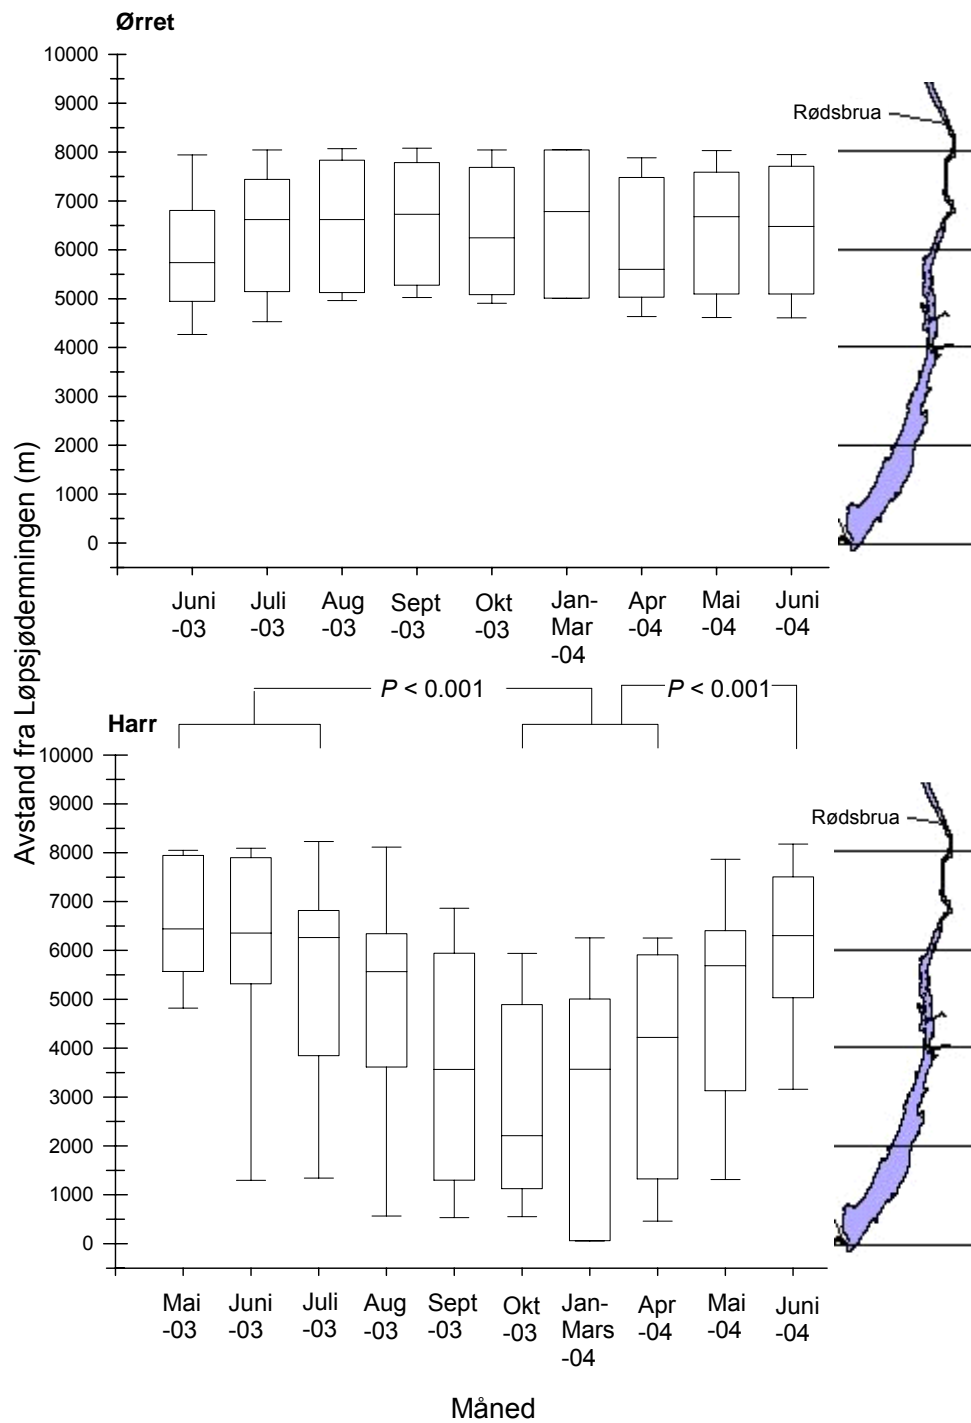 Ørret
10000
9000
8000
7000
6000
5000
4000
3000
2000
1000
0
Rødsbrua
Juni
-03
Juli
-03
Aug
-03
Sept
-03
Okt
-03
Jan-
Mar
-04
Apr
-04
Mai
-04
Juni
-04
Avstand fra Løpsjødemningen (m)
P < 0.001
P < 0.001
Harr
10000
9000
8000
7000
6000
5000
4000
3000
2000
1000
0
Rødsbrua
Mai
-03
Juni
-03
Juli
-03
Aug
-03
Sept
-03
Okt
-03
Jan-
Mars
-04
Apr
-04
Mai
-04
Juni
-04
Måned